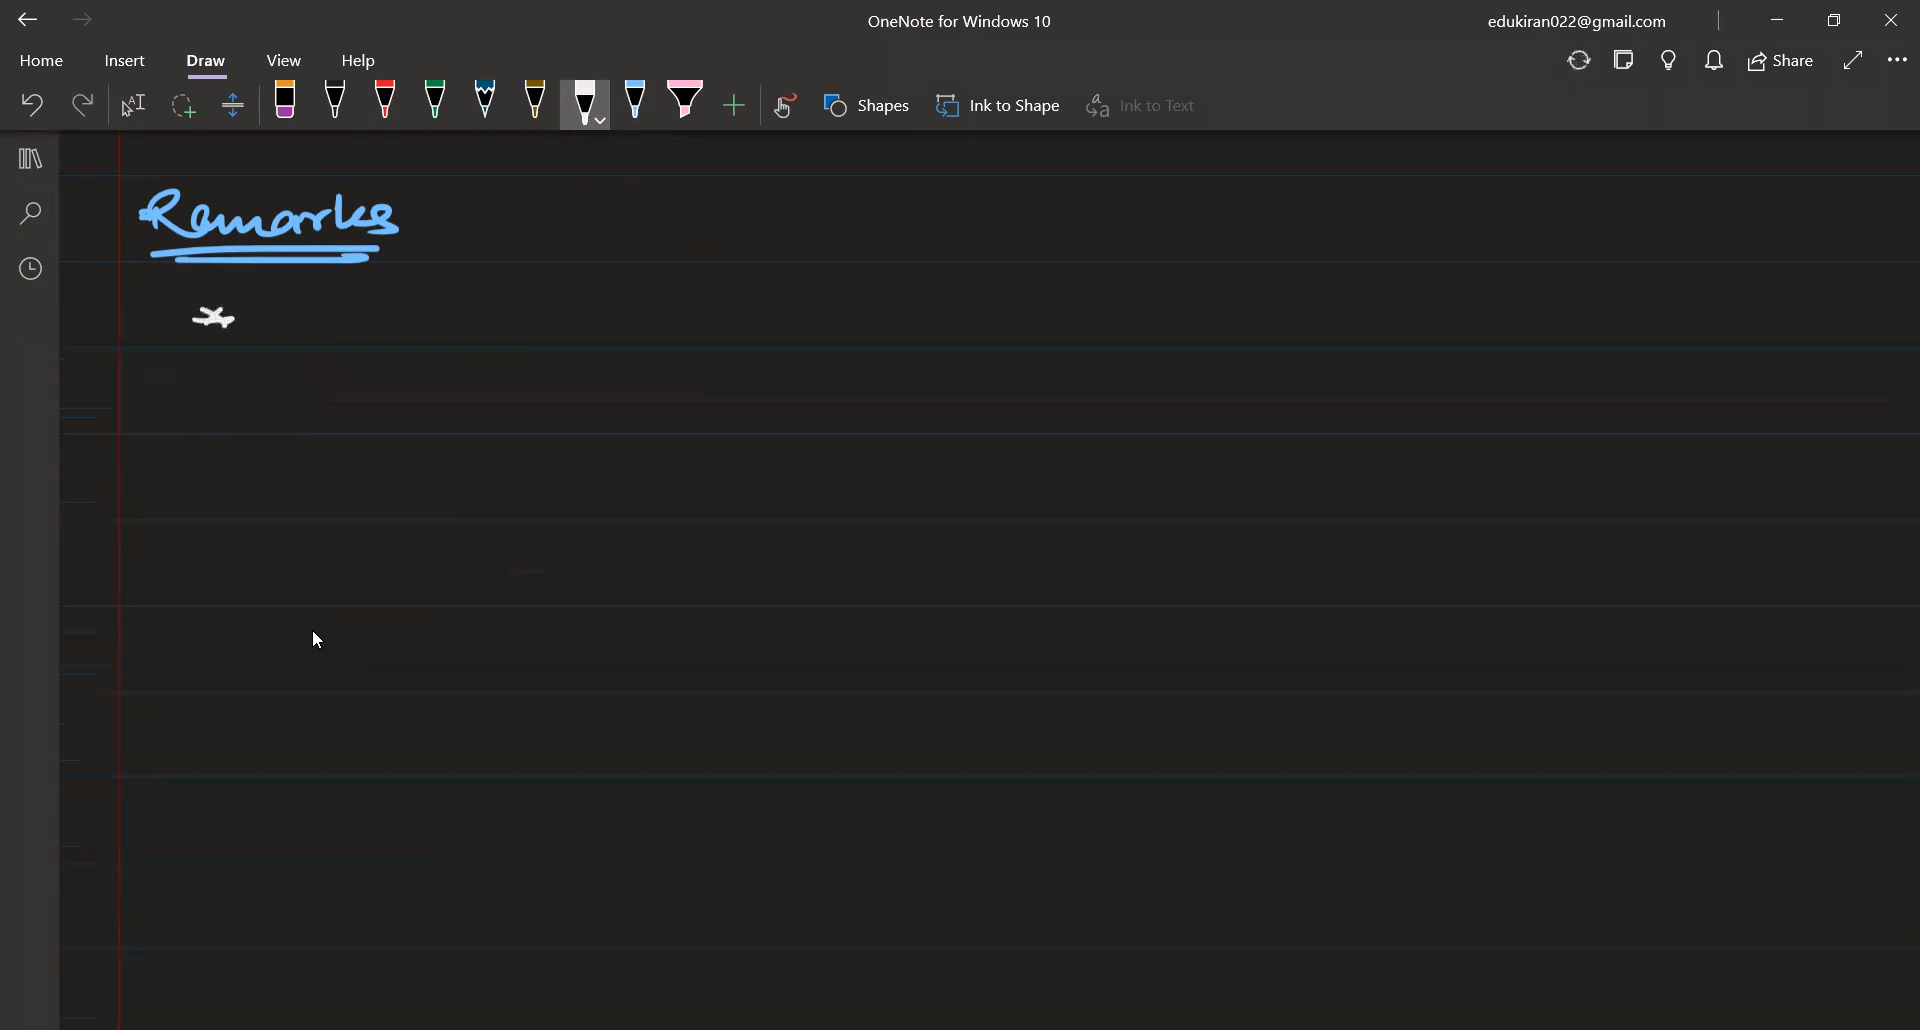 OneNote for Windows 10
edukiran022@gmail.com
Home Insert Draw View Help
Share
Shapes Ink to Shape Ink to Text
Remarks
*